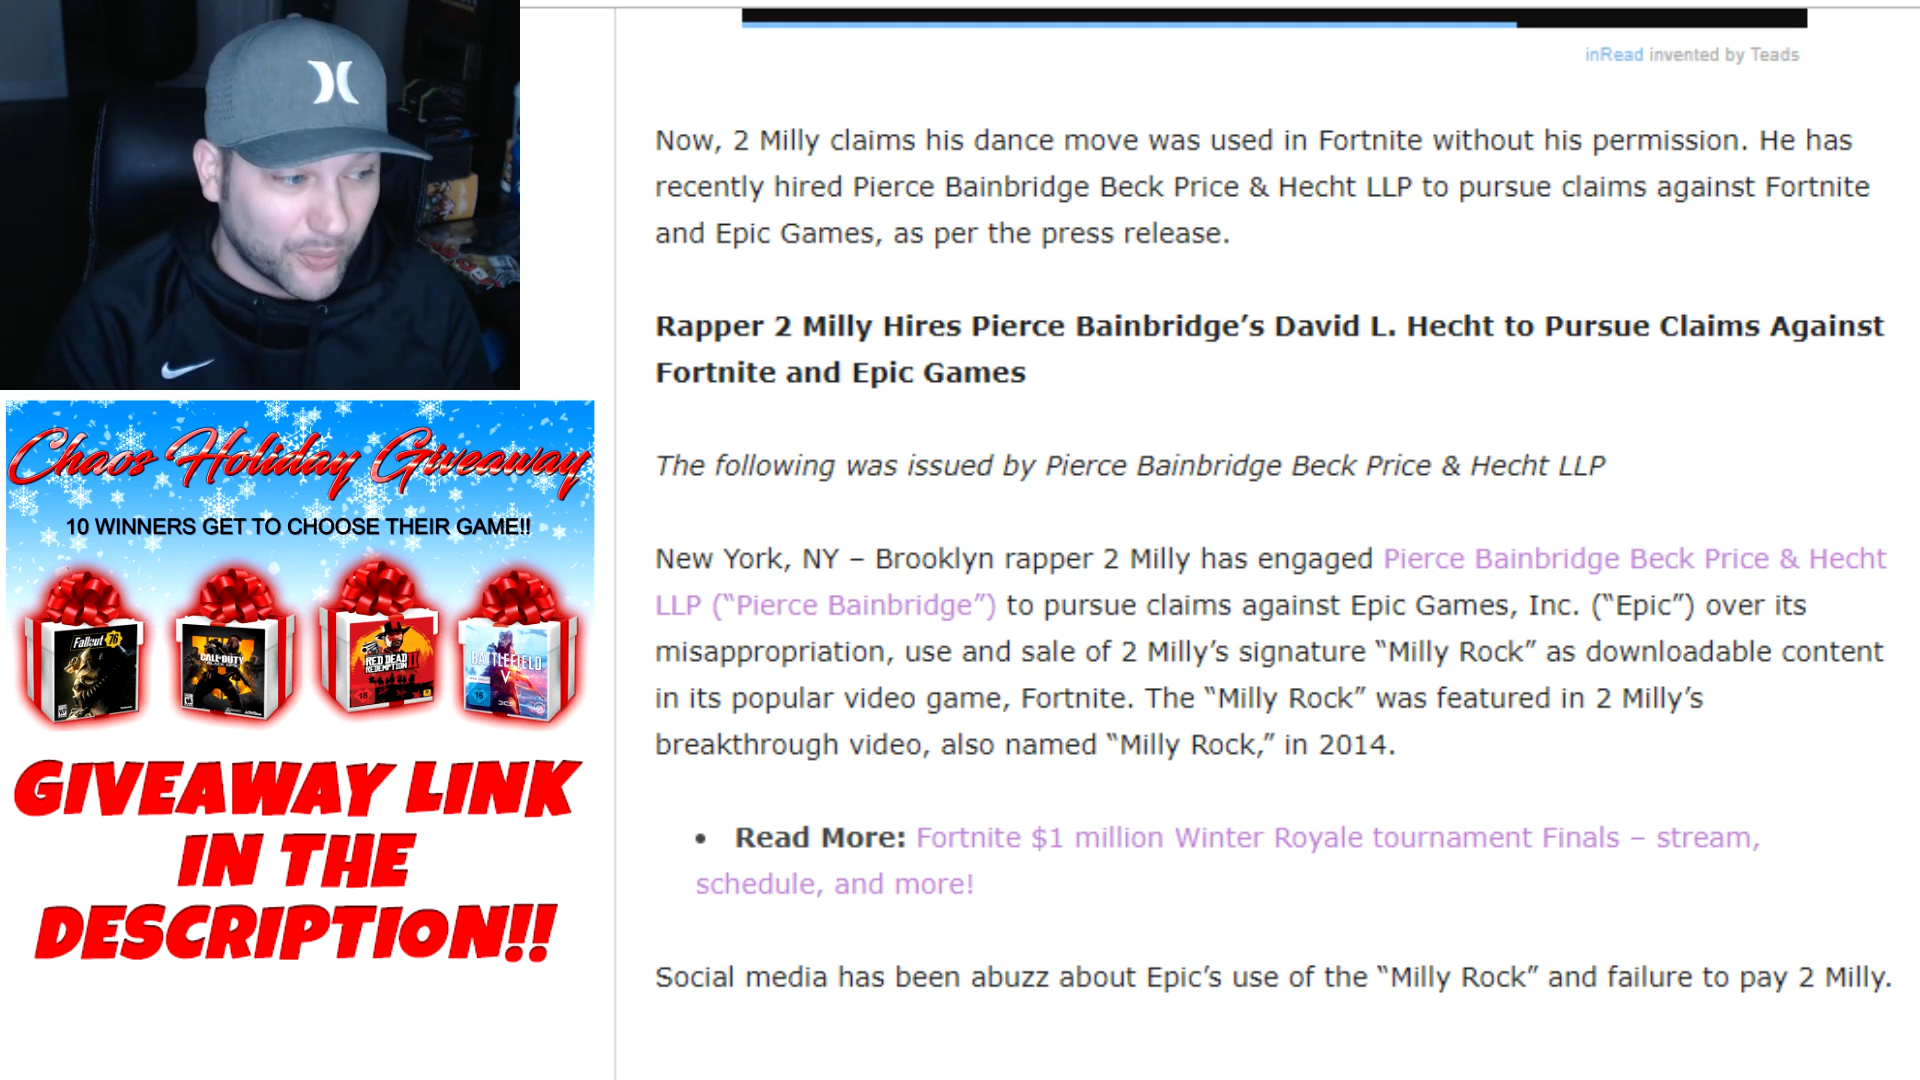 inRead invented by Teads
Now, 2 Milly claims his dance move was used in Fortnite without his permission. He has
recently hired Pierce Bainbridge Beck Price & Hecht LLP to pursue claims against Fortnite
and Epic Games, as per the press release.
Rapper 2 Milly Hires Pierce Bainbridge’s David L. Hecht to Pursue Claims Against
Fortnite and Epic Games
The following was issued by Pierce Bainbridge Beck Price & Hecht LLP
New York, NY – Brooklyn rapper 2 Milly has engaged Pierce Bainbridge Beck Price & Hecht
LLP (“Pierce Bainbridge”) to pursue claims against Epic Games, Inc. (“Epic”) over its
misappropriation, use and sale of 2 Milly’s signature “Milly Rock” as downloadable content
in its popular video game, Fortnite. The “Milly Rock” was featured in 2 Milly’s
breakthrough video, also named “Milly Rock,” in 2014.
• Read More: Fortnite $1 million Winter Royale tournament Finals – stream,
schedule, and more!
Social media has been abuzz about Epic’s use of the “Milly Rock” and failure to pay 2 Milly.
Chaos Holiday Giveaway
10 WINNERS GET TO CHOOSE THEIR GAME!!
Fallout 76
CALL OF DUTY
RED DEAD
REDEMPTION II
18
BATTLEFIELD
V
16
GIVEAWAY LINK
IN THE
DESCRIPTION!!